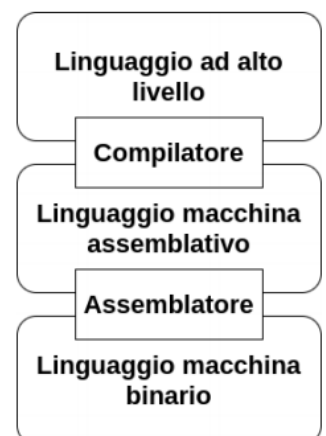 Linguaggio ad alto
livello
Compilatore
Linguaggio macchina
assemblativo
Assemblatore
Linguaggio macchina
binario